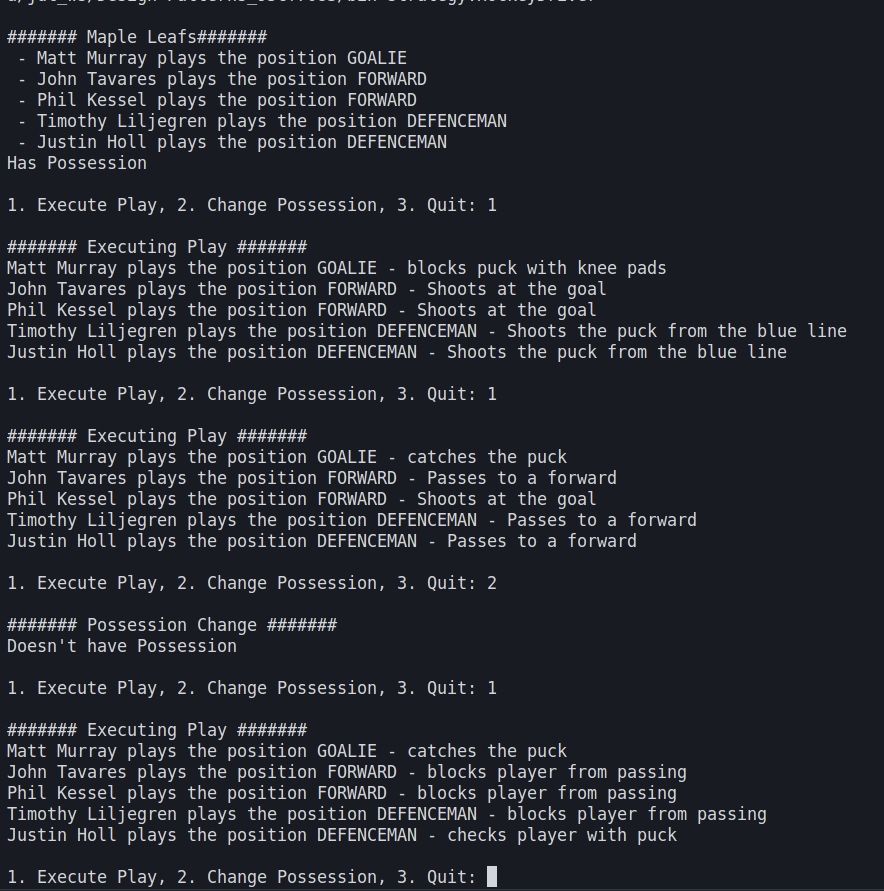 ####### Maple Leafs#######
 - Matt Murray plays the position GOALIE
 - John Tavares plays the position FORWARD
 - Phil Kessel plays the position FORWARD
 - Timothy Liljegren plays the position DEFENCEMAN
 - Justin Holl plays the position DEFENCEMAN
Has Possession
1. Execute Play, 2. Change Possession, 3. Quit: 1
####### Executing Play #######
Matt Murray plays the position GOALIE - blocks puck with knee pads
John Tavares plays the position FORWARD - Shoots at the goal
Phil Kessel plays the position FORWARD - Shoots at the goal
Timothy Liljegren plays the position DEFENCEMAN - Shoots the puck from the blue line
Justin Holl plays the position DEFENCEMAN - Shoots the puck from the blue line
1. Execute Play, 2. Change Possession, 3. Quit: 1
####### Executing Play #######
Matt Murray plays the position GOALIE - catches the puck
John Tavares plays the position FORWARD - Passes to a forward
Phil Kessel plays the position FORWARD - Shoots at the goal
Timothy Liljegren plays the position DEFENCEMAN - Passes to a forward
Justin Holl plays the position DEFENCEMAN - Passes to a forward
1. Execute Play, 2. Change Possession, 3. Quit: 2
####### Possession Change #######
Doesn't have Possession
1. Execute Play, 2. Change Possession, 3. Quit: 1
####### Executing Play #######
Matt Murray plays the position GOALIE - catches the puck
John Tavares plays the position FORWARD - blocks player from passing
Phil Kessel plays the position FORWARD - blocks player from passing
Timothy Liljegren plays the position DEFENCEMAN - blocks player from passing
Justin Holl plays the position DEFENCEMAN - checks player with puck
1. Execute Play, 2. Change Possession, 3. Quit: